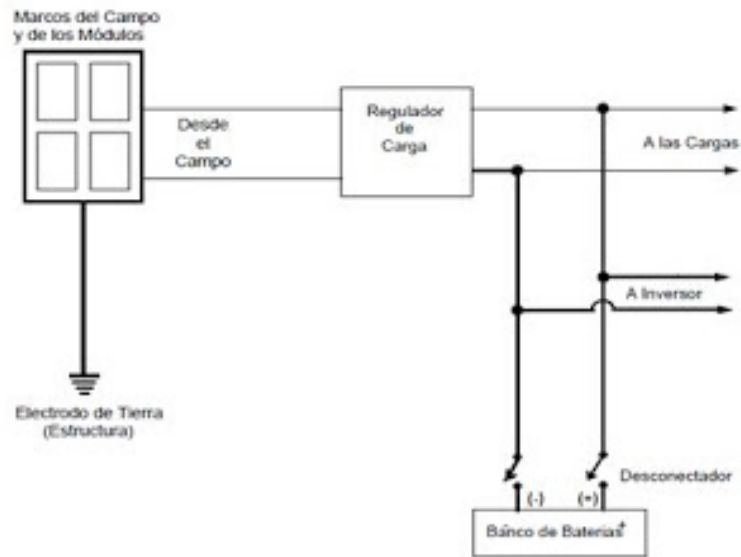 Marcos del Campo
y de los Módulos
Desde
el
Campo
Regulador
de
Carga
A las Cargas
A Inversor
Electrodo de Tierra
(Estructura)
Desconectador
(-)
(+)
Banco de Baterias+